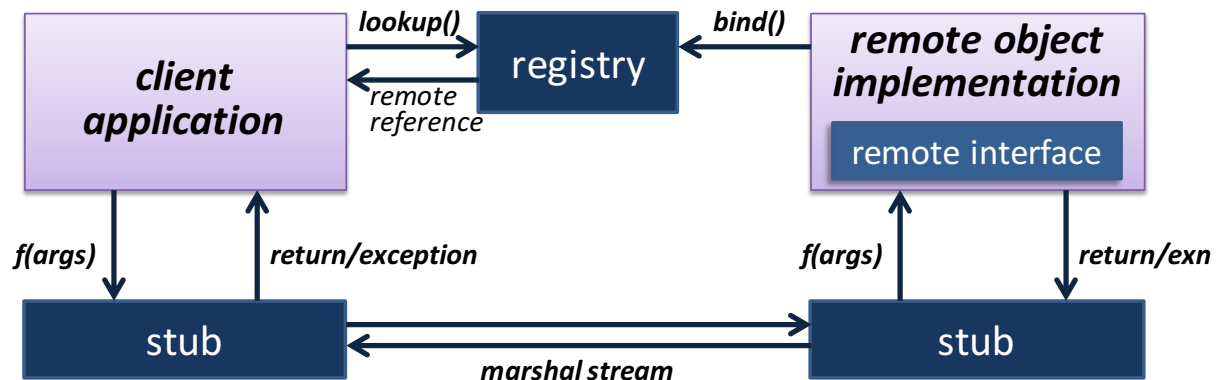 lookup()
bind()
client
application
registry
remote
reference
remote object
implementation
remote interface
f(args)
return/exception
f(args)
return/exn
stub
stub
marshal stream